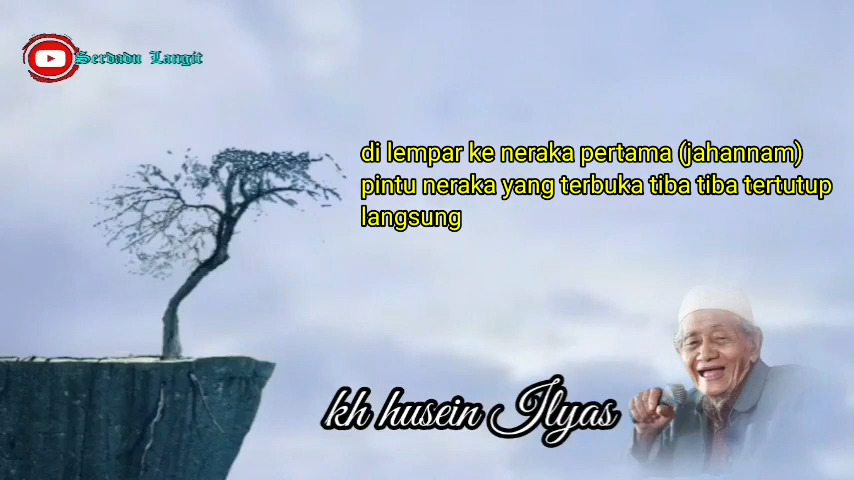 Serdadu Langit
di lempar ke neraka pertama (jahannam)
pintu neraka yang terbuka tiba tiba tertutup
langsung
kh husein Ilyas